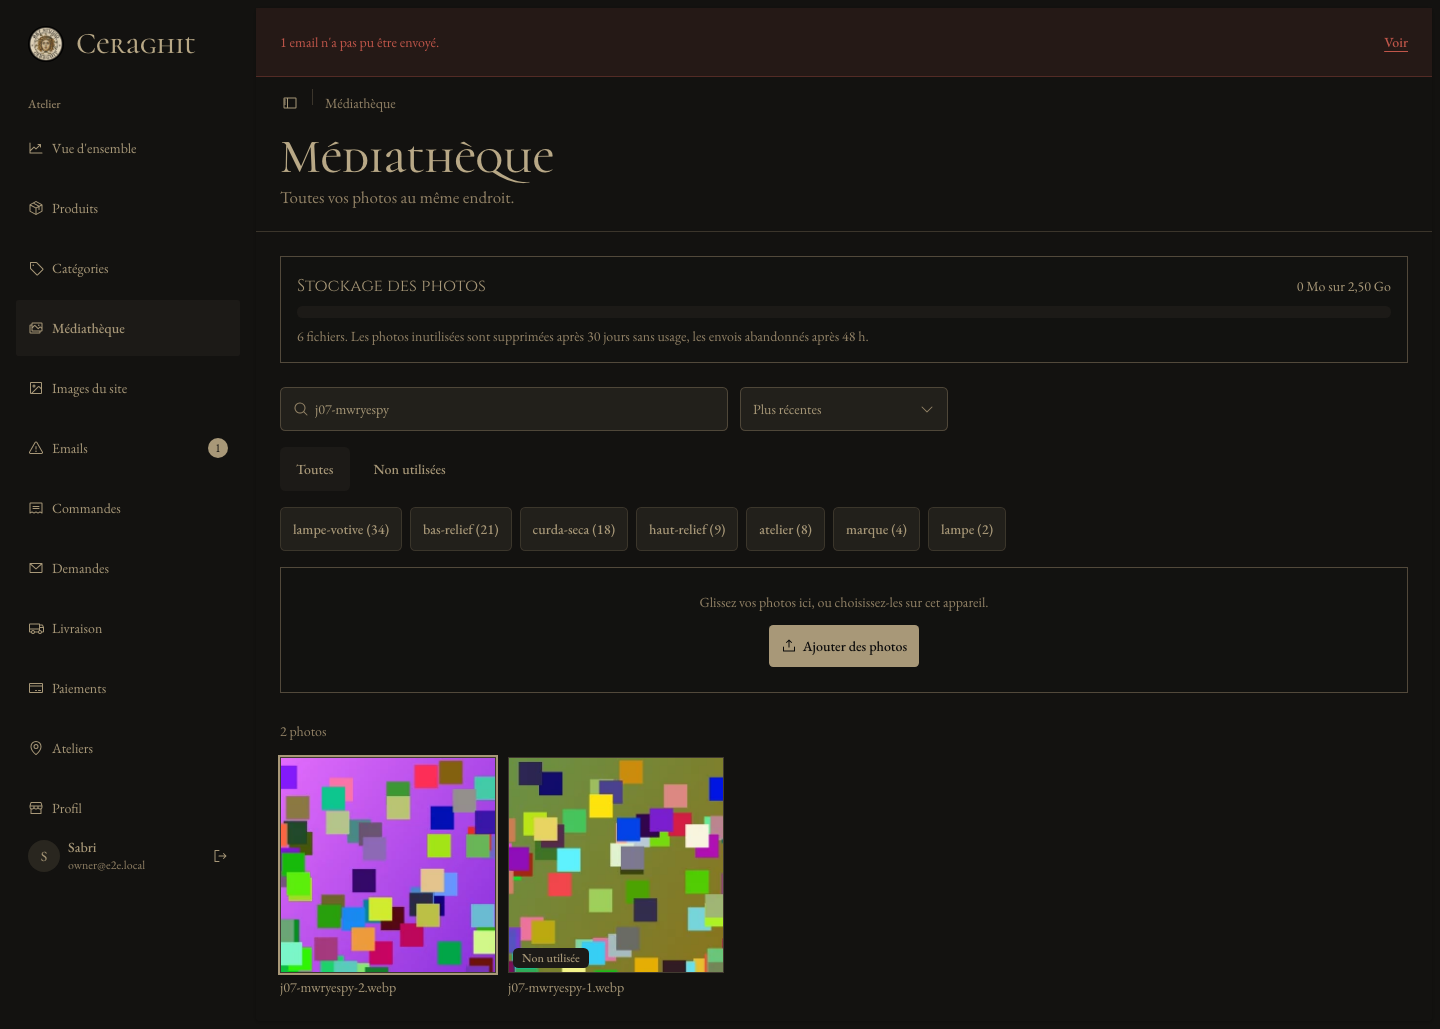 Ceraghit
Atelier
Vue d'ensemble
Produits
Catégories
Médiathèque
Images du site
Emails
1
Commandes
Demandes
Livraison
Paiements
Ateliers
Profil
S
Sabri
owner@e2e.local
1 email n'a pas pu être envoyé.
Voir
Médiathèque
Médiathèque
Toutes vos photos au même endroit.
Stockage des photos
0 Mo sur 2,50 Go
6 fichiers. Les photos inutilisées sont supprimées après 30 jours sans usage, les envois abandonnés après 48 h.
j07-mwryespy
Plus récentes
Toutes
Non utilisées
lampe-votive (34)
bas-relief (21)
curda-seca (18)
haut-relief (9)
atelier (8)
marque (4)
lampe (2)
Glissez vos photos ici, ou choisissez-les sur cet appareil.
Ajouter des photos
2 photos
Non utilisée
j07-mwryespy-2.webp
j07-mwryespy-1.webp